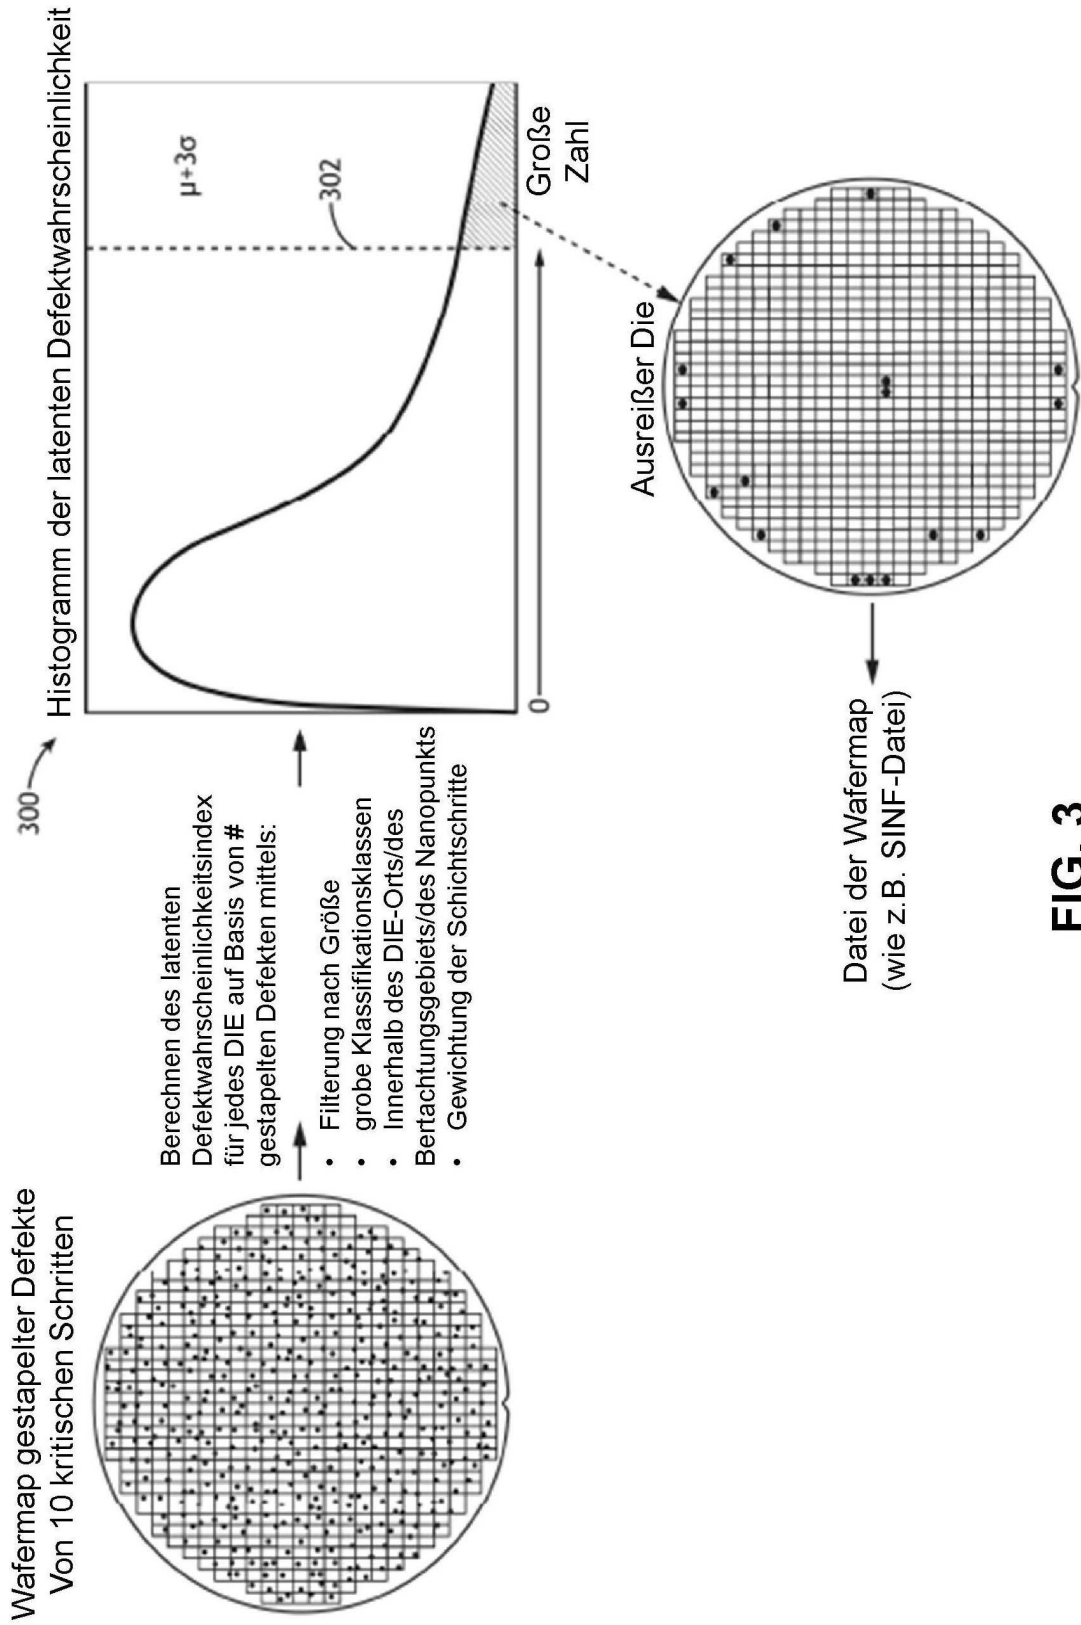 300
Wafermap gestapelter Defekte
Von 10 kritischen Schritten
Berechnen des latenten
Defektwahrscheinlichkeitsindex
für jedes DIE auf Basis von #
gestapelten Defekten mittels:
• Filterung nach Größe
• grobe Klassifikationsklassen
• Innerhalb des DIE-Orts/des
Bertachtungsgebiets/des Nanopunkts
• Gewichtung der Schichtschritte
Histogramm der latenten Defektwahrscheinlichkeit
μ+3σ
302
0
Große
Zahl
Ausreißer Die
Datei der Wafermap
(wie z.B. SINF-Datei)
FIG. 3